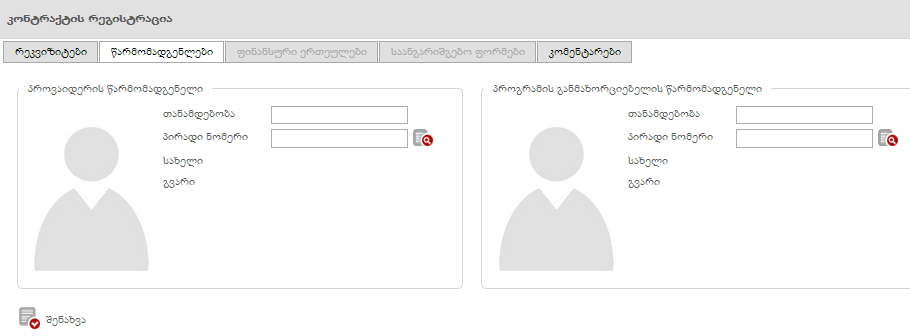 კონტრაქტის რეგისტრაცია
რეკვიზიტები წარმომადგენლები ფინანსური ერთეულები საანგარიშგებო ფორმები კომენტარები
პროვაიდერის წარმომადგენელი
თანამდებობა
პირადი ნომერი
სახელი
გვარი
პროგრამის განმახორციებელის წარმომადგენელი
თანამდებობა
პირადი ნომერი
სახელი
გვარი
შენახვა